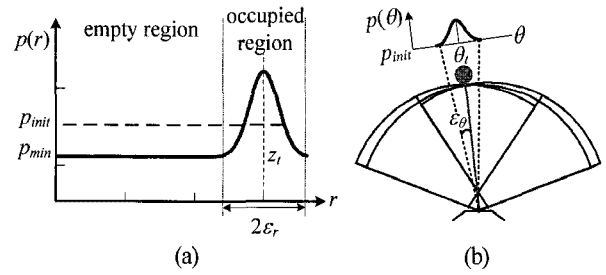 p(r)
empty region
occupied
region
p_init
p_min
z_t
r
2ε_r
(a)
p(θ)
p_init
θ
θ_t
ε_θ
(b)